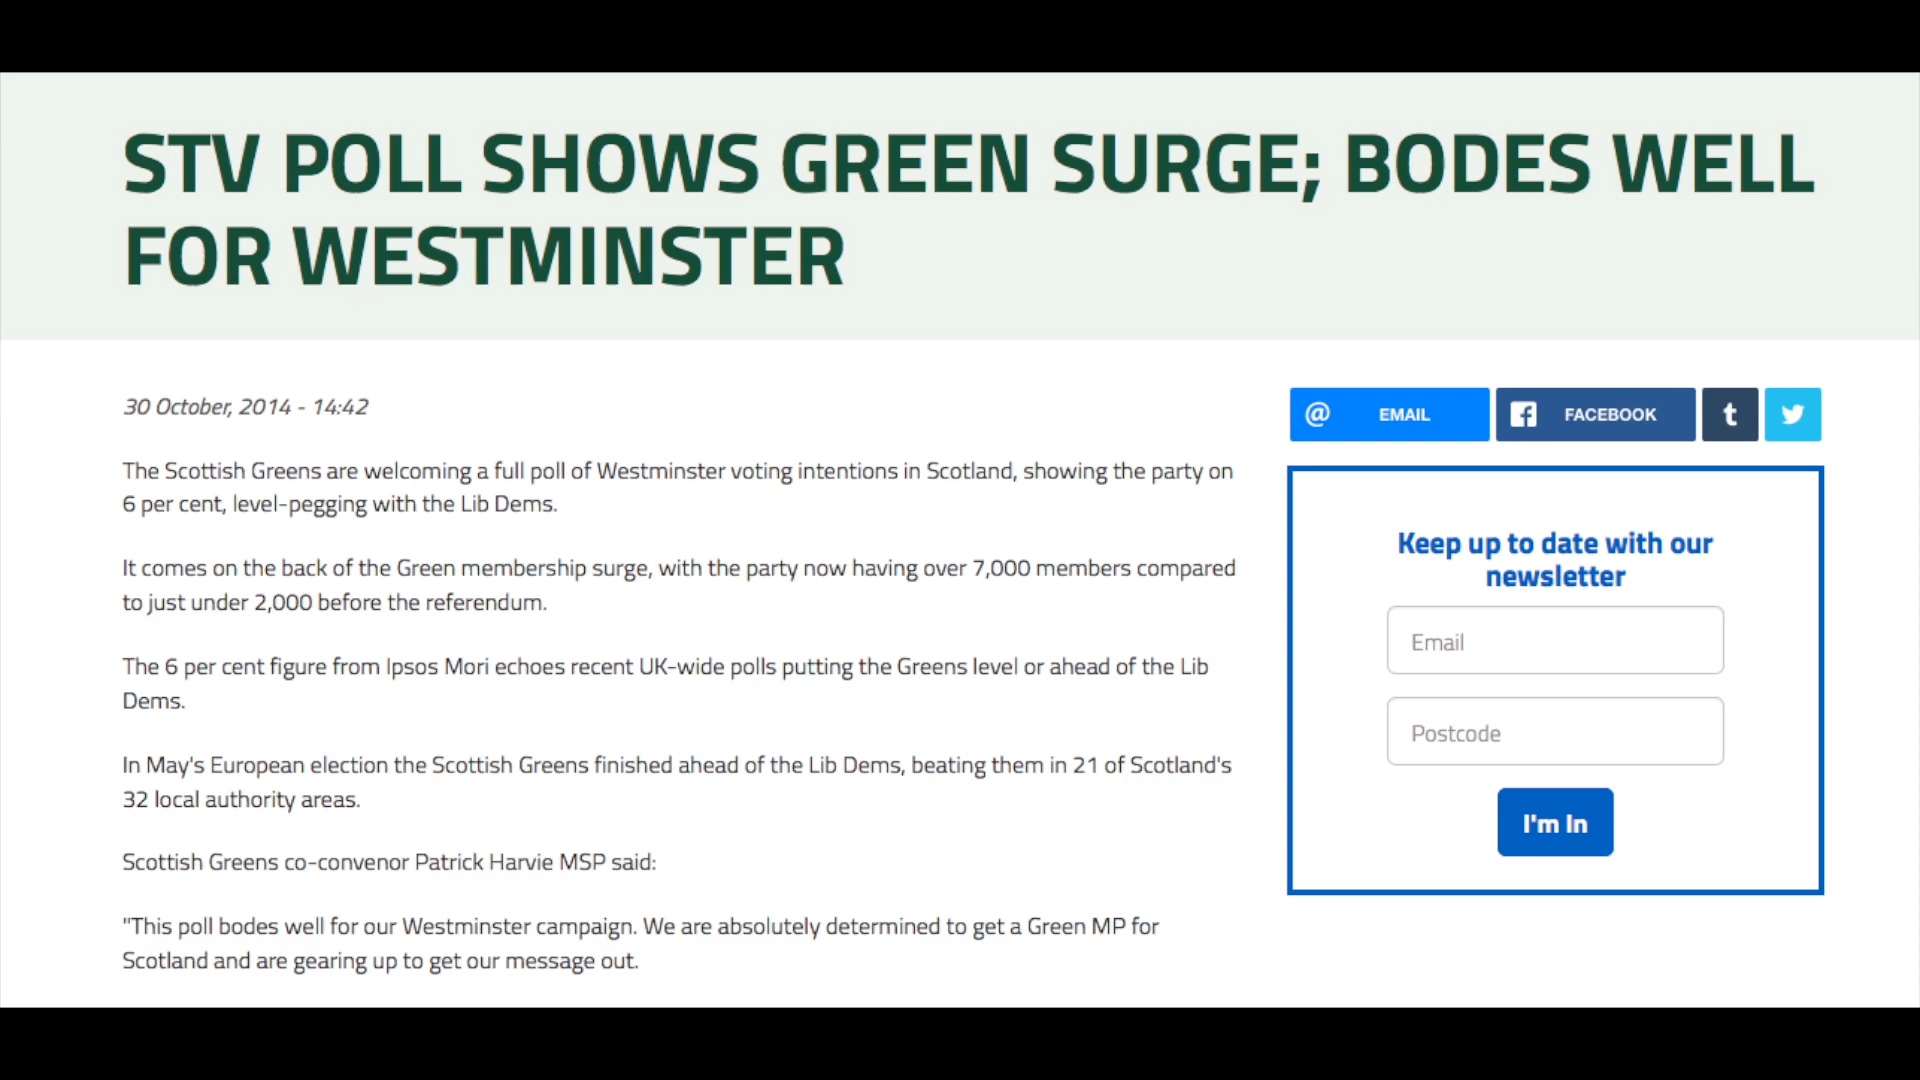 STV POLL SHOWS GREEN SURGE; BODES WELL
FOR WESTMINSTER
30 October, 2014 - 14:42
The Scottish Greens are welcoming a full poll of Westminster voting intentions in Scotland, showing the party on
6 per cent, level-pegging with the Lib Dems.
It comes on the back of the Green membership surge, with the party now having over 7,000 members compared
to just under 2,000 before the referendum.
The 6 per cent figure from Ipsos Mori echoes recent UK-wide polls putting the Greens level or ahead of the Lib
Dems.
In May's European election the Scottish Greens finished ahead of the Lib Dems, beating them in 21 of Scotland's
32 local authority areas.
Scottish Greens co-convenor Patrick Harvie MSP said:
"This poll bodes well for our Westminster campaign. We are absolutely determined to get a Green MP for
Scotland and are gearing up to get our message out.
@ EMAIL
FACEBOOK
t
Keep up to date with our
newsletter
Email
Postcode
I'm In